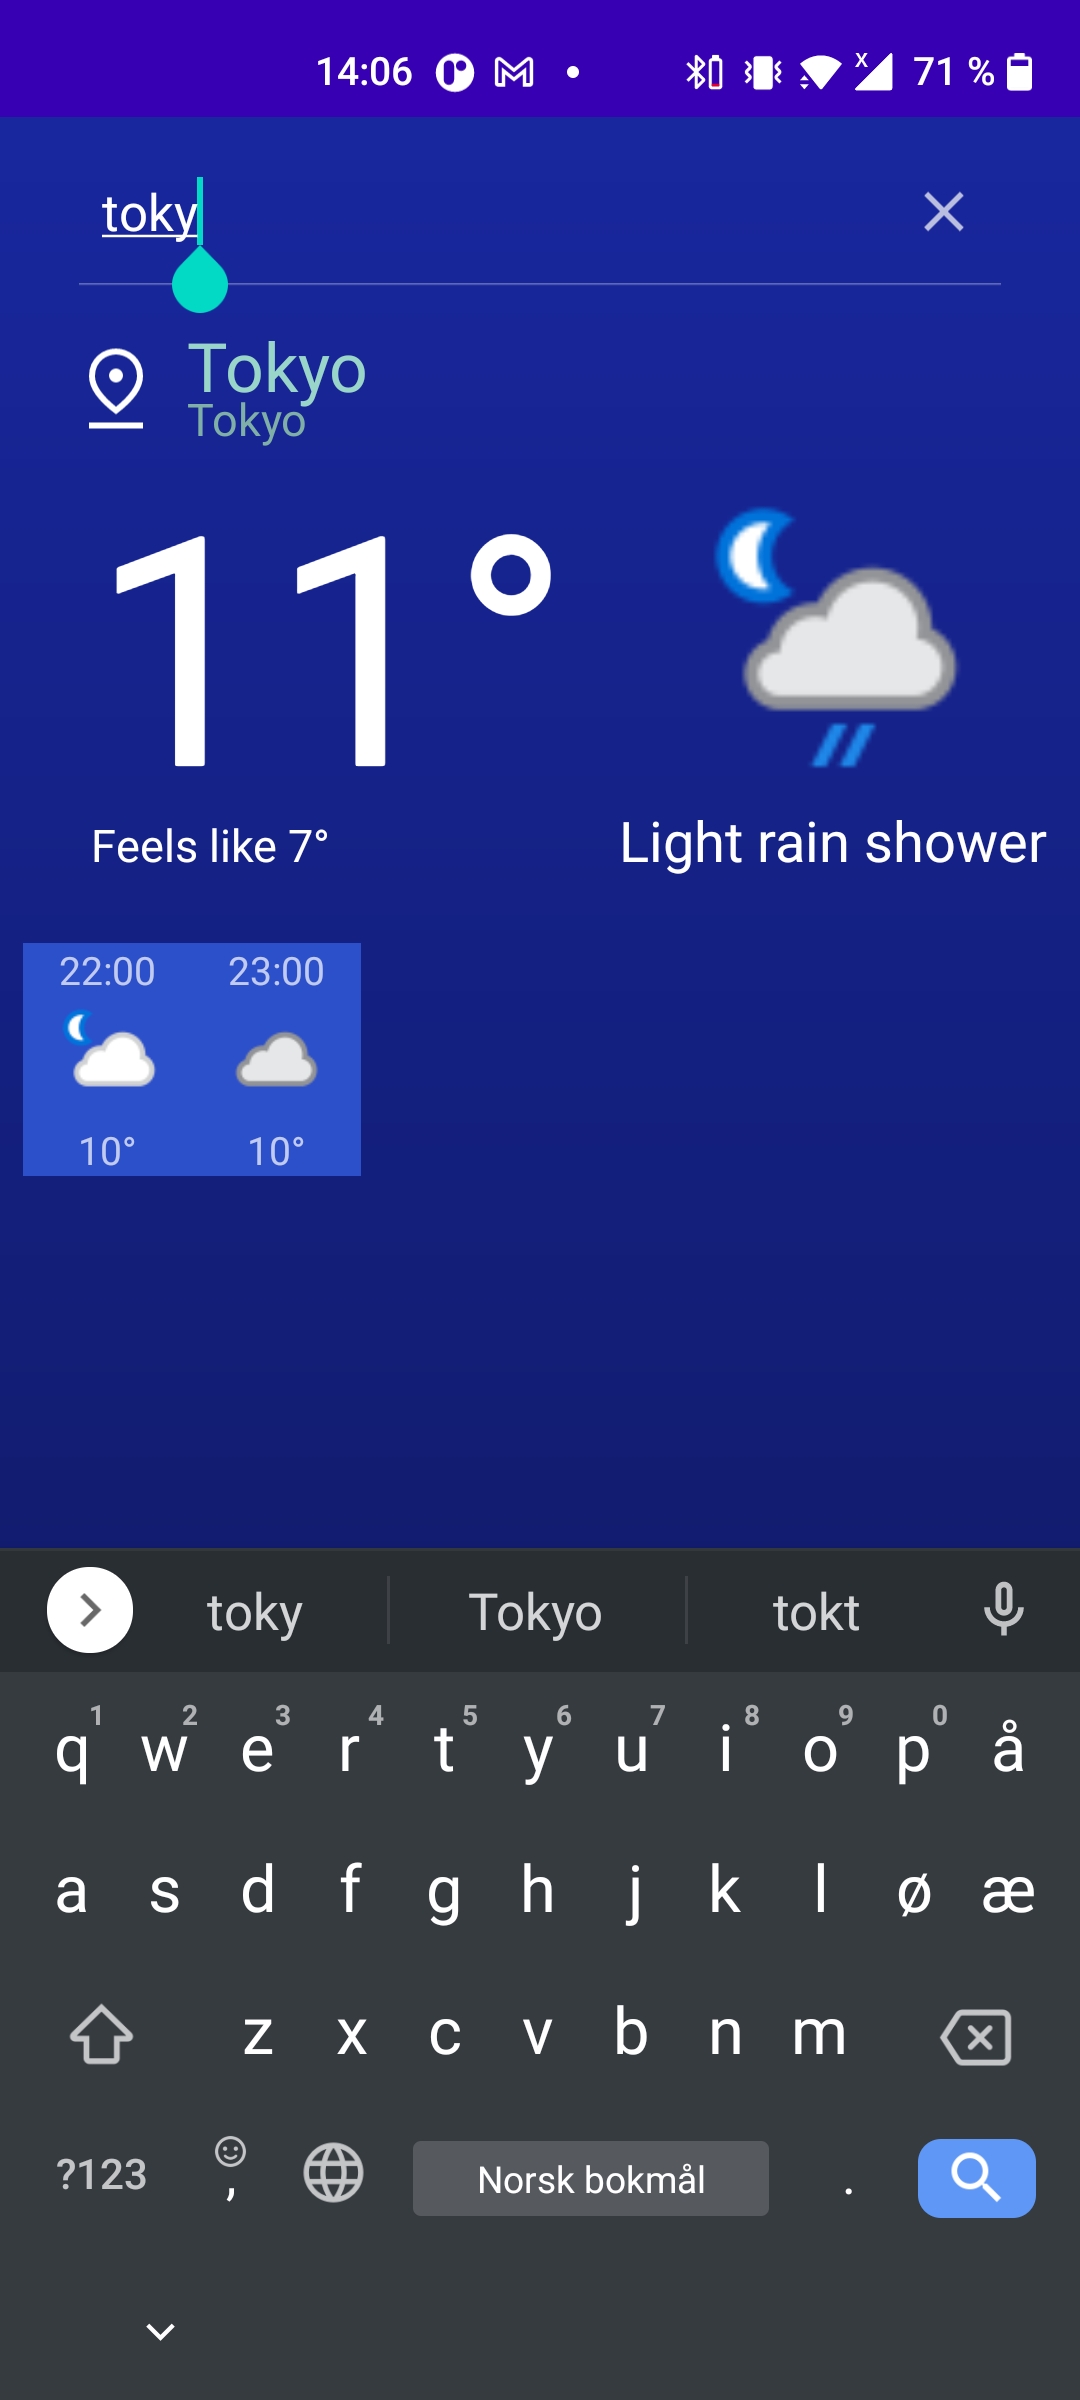 14:06 71 %
toky
Tokyo
Tokyo
11°
Feels like 7°
Light rain shower
22:00 23:00
10° 10°
toky Tokyo tokt
1 2 3 4 5 6 7 8 9 0
q w e r t y u i o p å
a s d f g h j k l ø æ
z x c v b n m
?123 , Norsk bokmål .